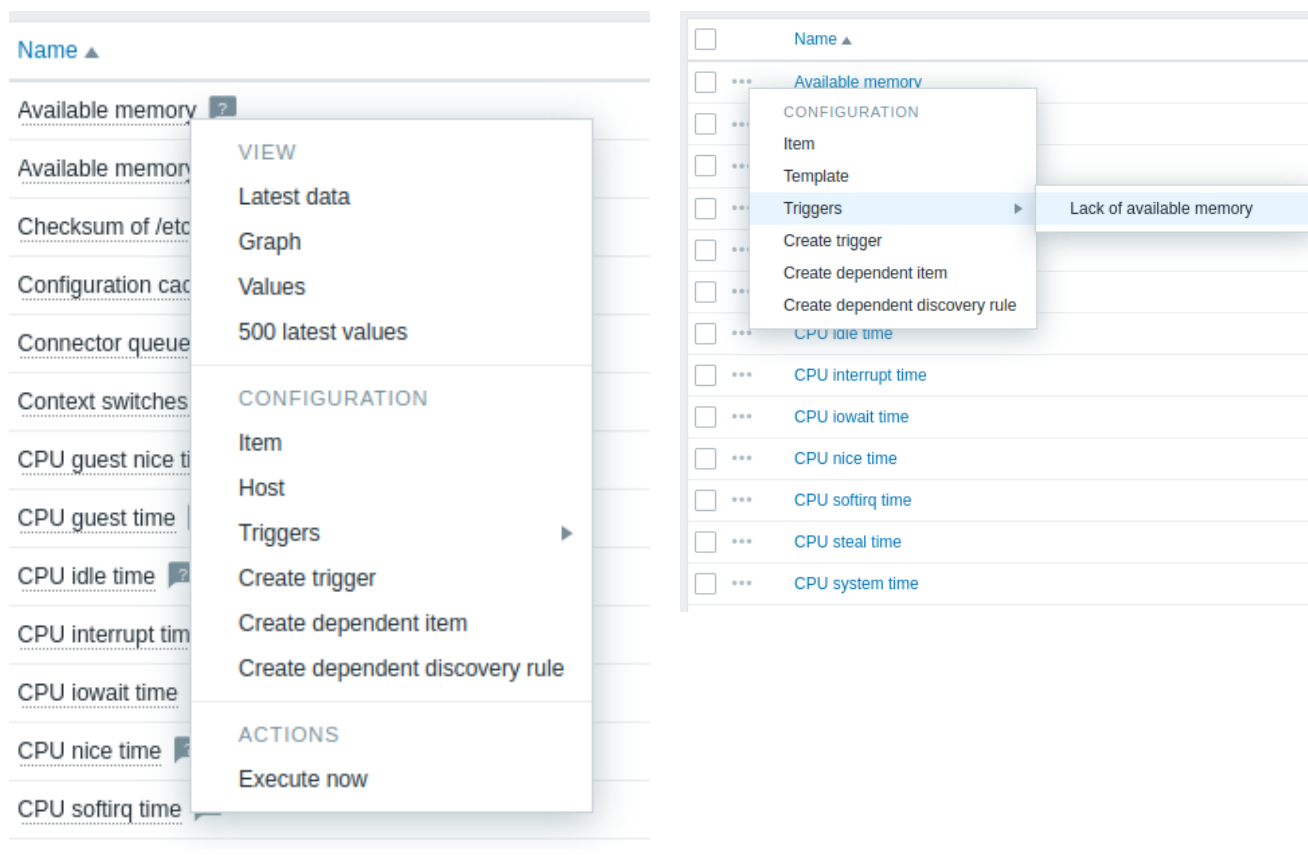 Name ▲
Available memory ?
Available memory
Checksum of /etc
Configuration cac
Connector queue
Context switches
CPU guest nice ti
CPU guest time
CPU idle time ?
CPU interrupt tim
CPU iowait time
CPU nice time ?
CPU softirq time
VIEW
Latest data
Graph
Values
500 latest values
CONFIGURATION
Item
Host
Triggers
Create trigger
Create dependent item
Create dependent discovery rule
ACTIONS
Execute now
Name ▲
Available memory
CONFIGURATION
Item
Template
Triggers
Lack of available memory
Create trigger
Create dependent item
Create dependent discovery rule
CPU idle time
CPU interrupt time
CPU iowait time
CPU nice time
CPU softirq time
CPU steal time
CPU system time